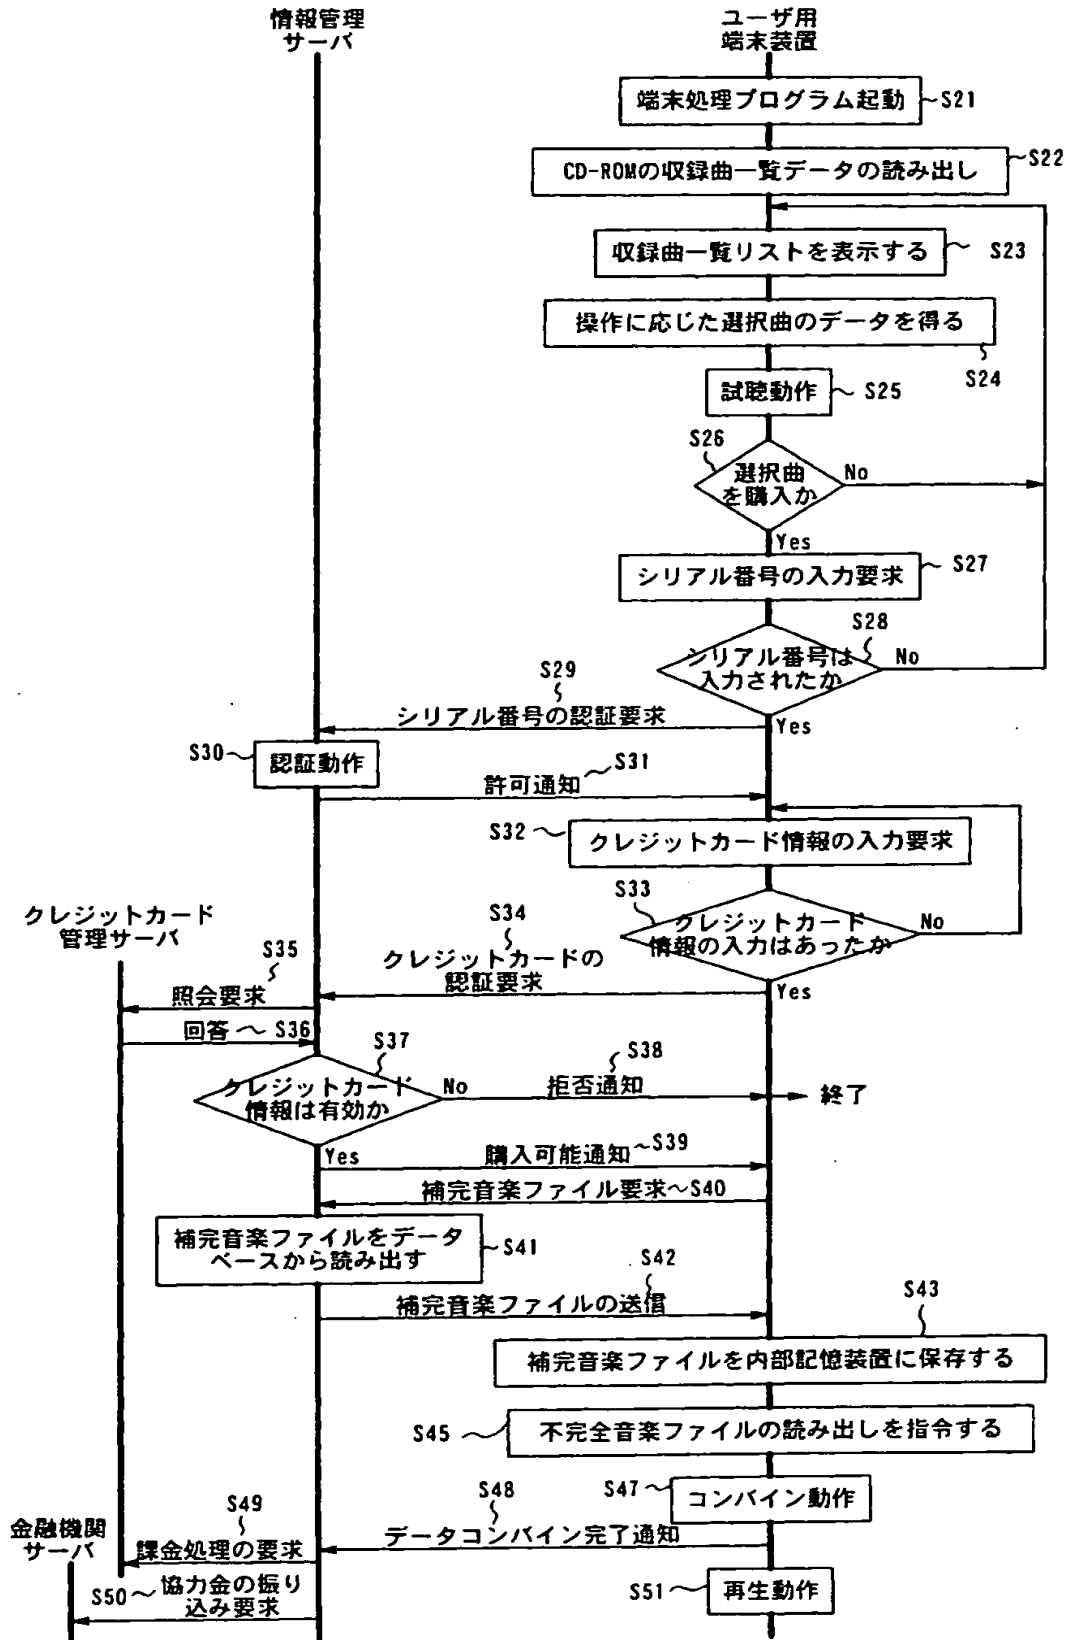 情報管理
サーバ
ユーザ用
端末装置
端末処理プログラム起動
S21
CD-ROMの収録曲一覧データの読み出し
S22
収録曲一覧リストを表示する
S23
操作に応じた選択曲のデータを得る
S24
試聴動作
S25
S26
選択曲
を購入か
No
Yes
シリアル番号の入力要求
S27
S28
シリアル番号は
入力されたか
No
Yes
S29
シリアル番号の認証要求
S30
認証動作
S31
許可通知
S32
クレジットカード情報の入力要求
S33
クレジットカード
情報の入力はあったか
No
Yes
クレジットカード
管理サーバ
S34
クレジットカードの
認証要求
S35
照会要求
回答
S36
S37
クレジットカード
情報は有効か
No
S38
拒否通知
終了
Yes
購入可能通知
S39
補完音楽ファイル要求
S40
補完音楽ファイルをデータ
ベースから読み出す
S41
S42
補完音楽ファイルの送信
S43
補完音楽ファイルを内部記憶装置に保存する
S45
不完全音楽ファイルの読み出しを指令する
S47
コンバイン動作
S48
データコンバイン完了通知
S49
課金処理の要求
金融機関
サーバ
S50
協力金の振り
込み要求
S51
再生動作